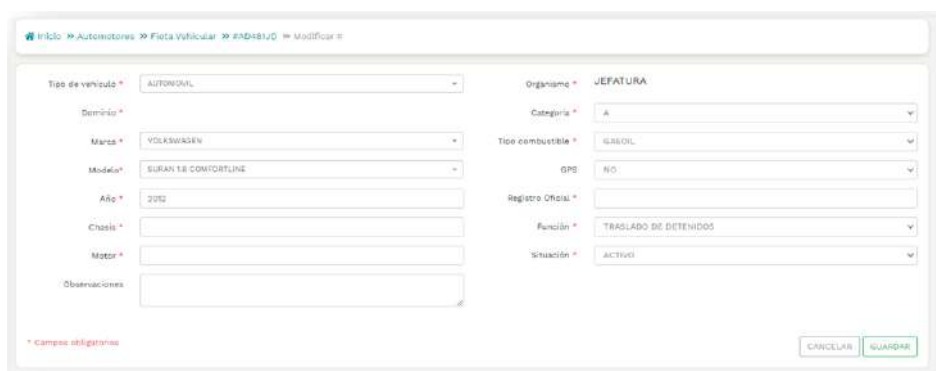 Inicio » Automotores » Flota Vehicular » #AD481JD » Modificar
Tipo de vehículo * AUTOMOVIL
Dominio *
Marca * VOLKSWAGEN
Modelo* SURAN 1.6 COMFORTLINE
Año * 2012
Chasis *
Motor *
Observaciones
Organismo * JEFATURA
Categoría * A
Tipo combustible * GASOIL
GPS NO
Registro Oficial *
Función * TRASLADO DE DETENIDOS
Situación * ACTIVO
* Campos obligatorios
CANCELAR GUARDAR